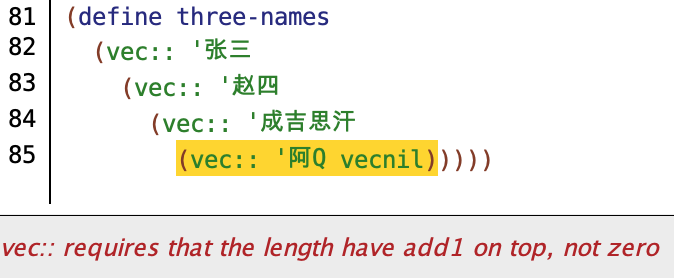 81 (define three-names
82 (vec:: '张三
83 (vec:: '赵四
84 (vec:: '成吉思汗
85 (vec:: '阿Q vecnil)))))
vec:: requires that the length have add1 on top, not zero